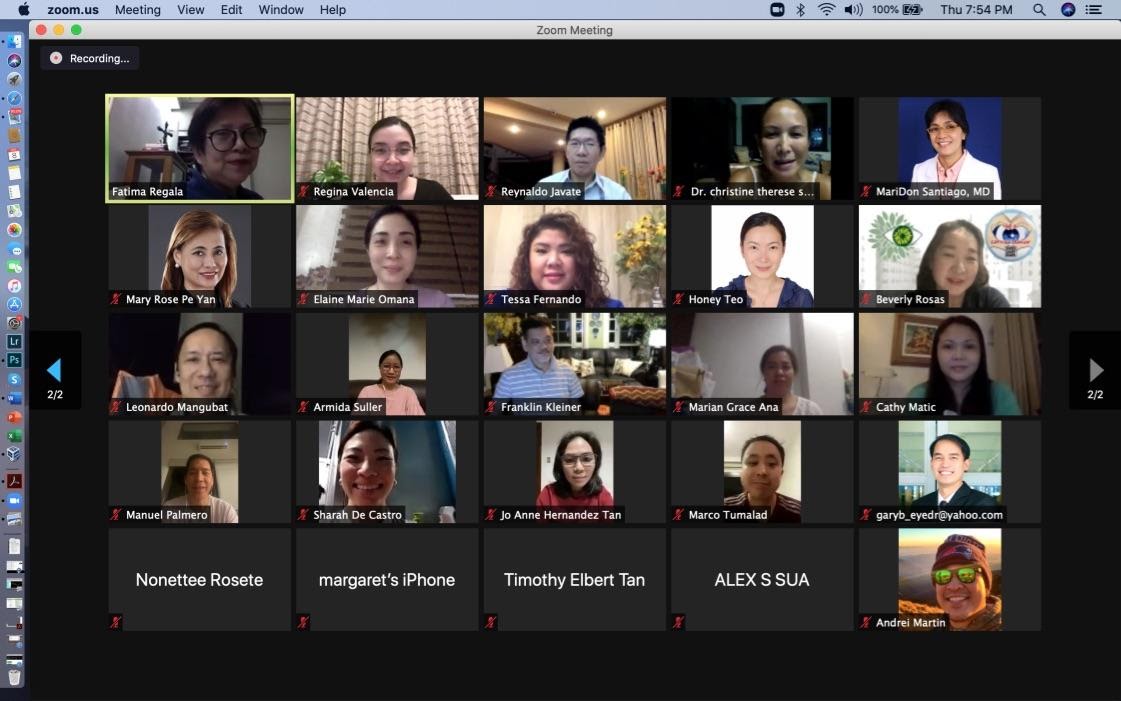 zoom.us Meeting View Edit Window Help 100% Thu 7:54 PM
Zoom Meeting
Recording...
Fatima Regala
Regina Valencia
Reynaldo Javate
Dr. christine therese s...
MariDon Santiago, MD
Mary Rose Pe Yan
Elaine Marie Omana
Tessa Fernando
Honey Teo
Beverly Rosas
Leonardo Mangubat
Armida Suller
Franklin Kleiner
Marian Grace Ana
Cathy Matic
2/2
2/2
Manuel Palmero
Sharah De Castro
Jo Anne Hernandez Tan
Marco Tumalad
garyb_eyedr@yahoo.com
Nonettee Rosete
margaret's iPhone
Timothy Elbert Tan
ALEX S SUA
Andrei Martin
Lr
Ps